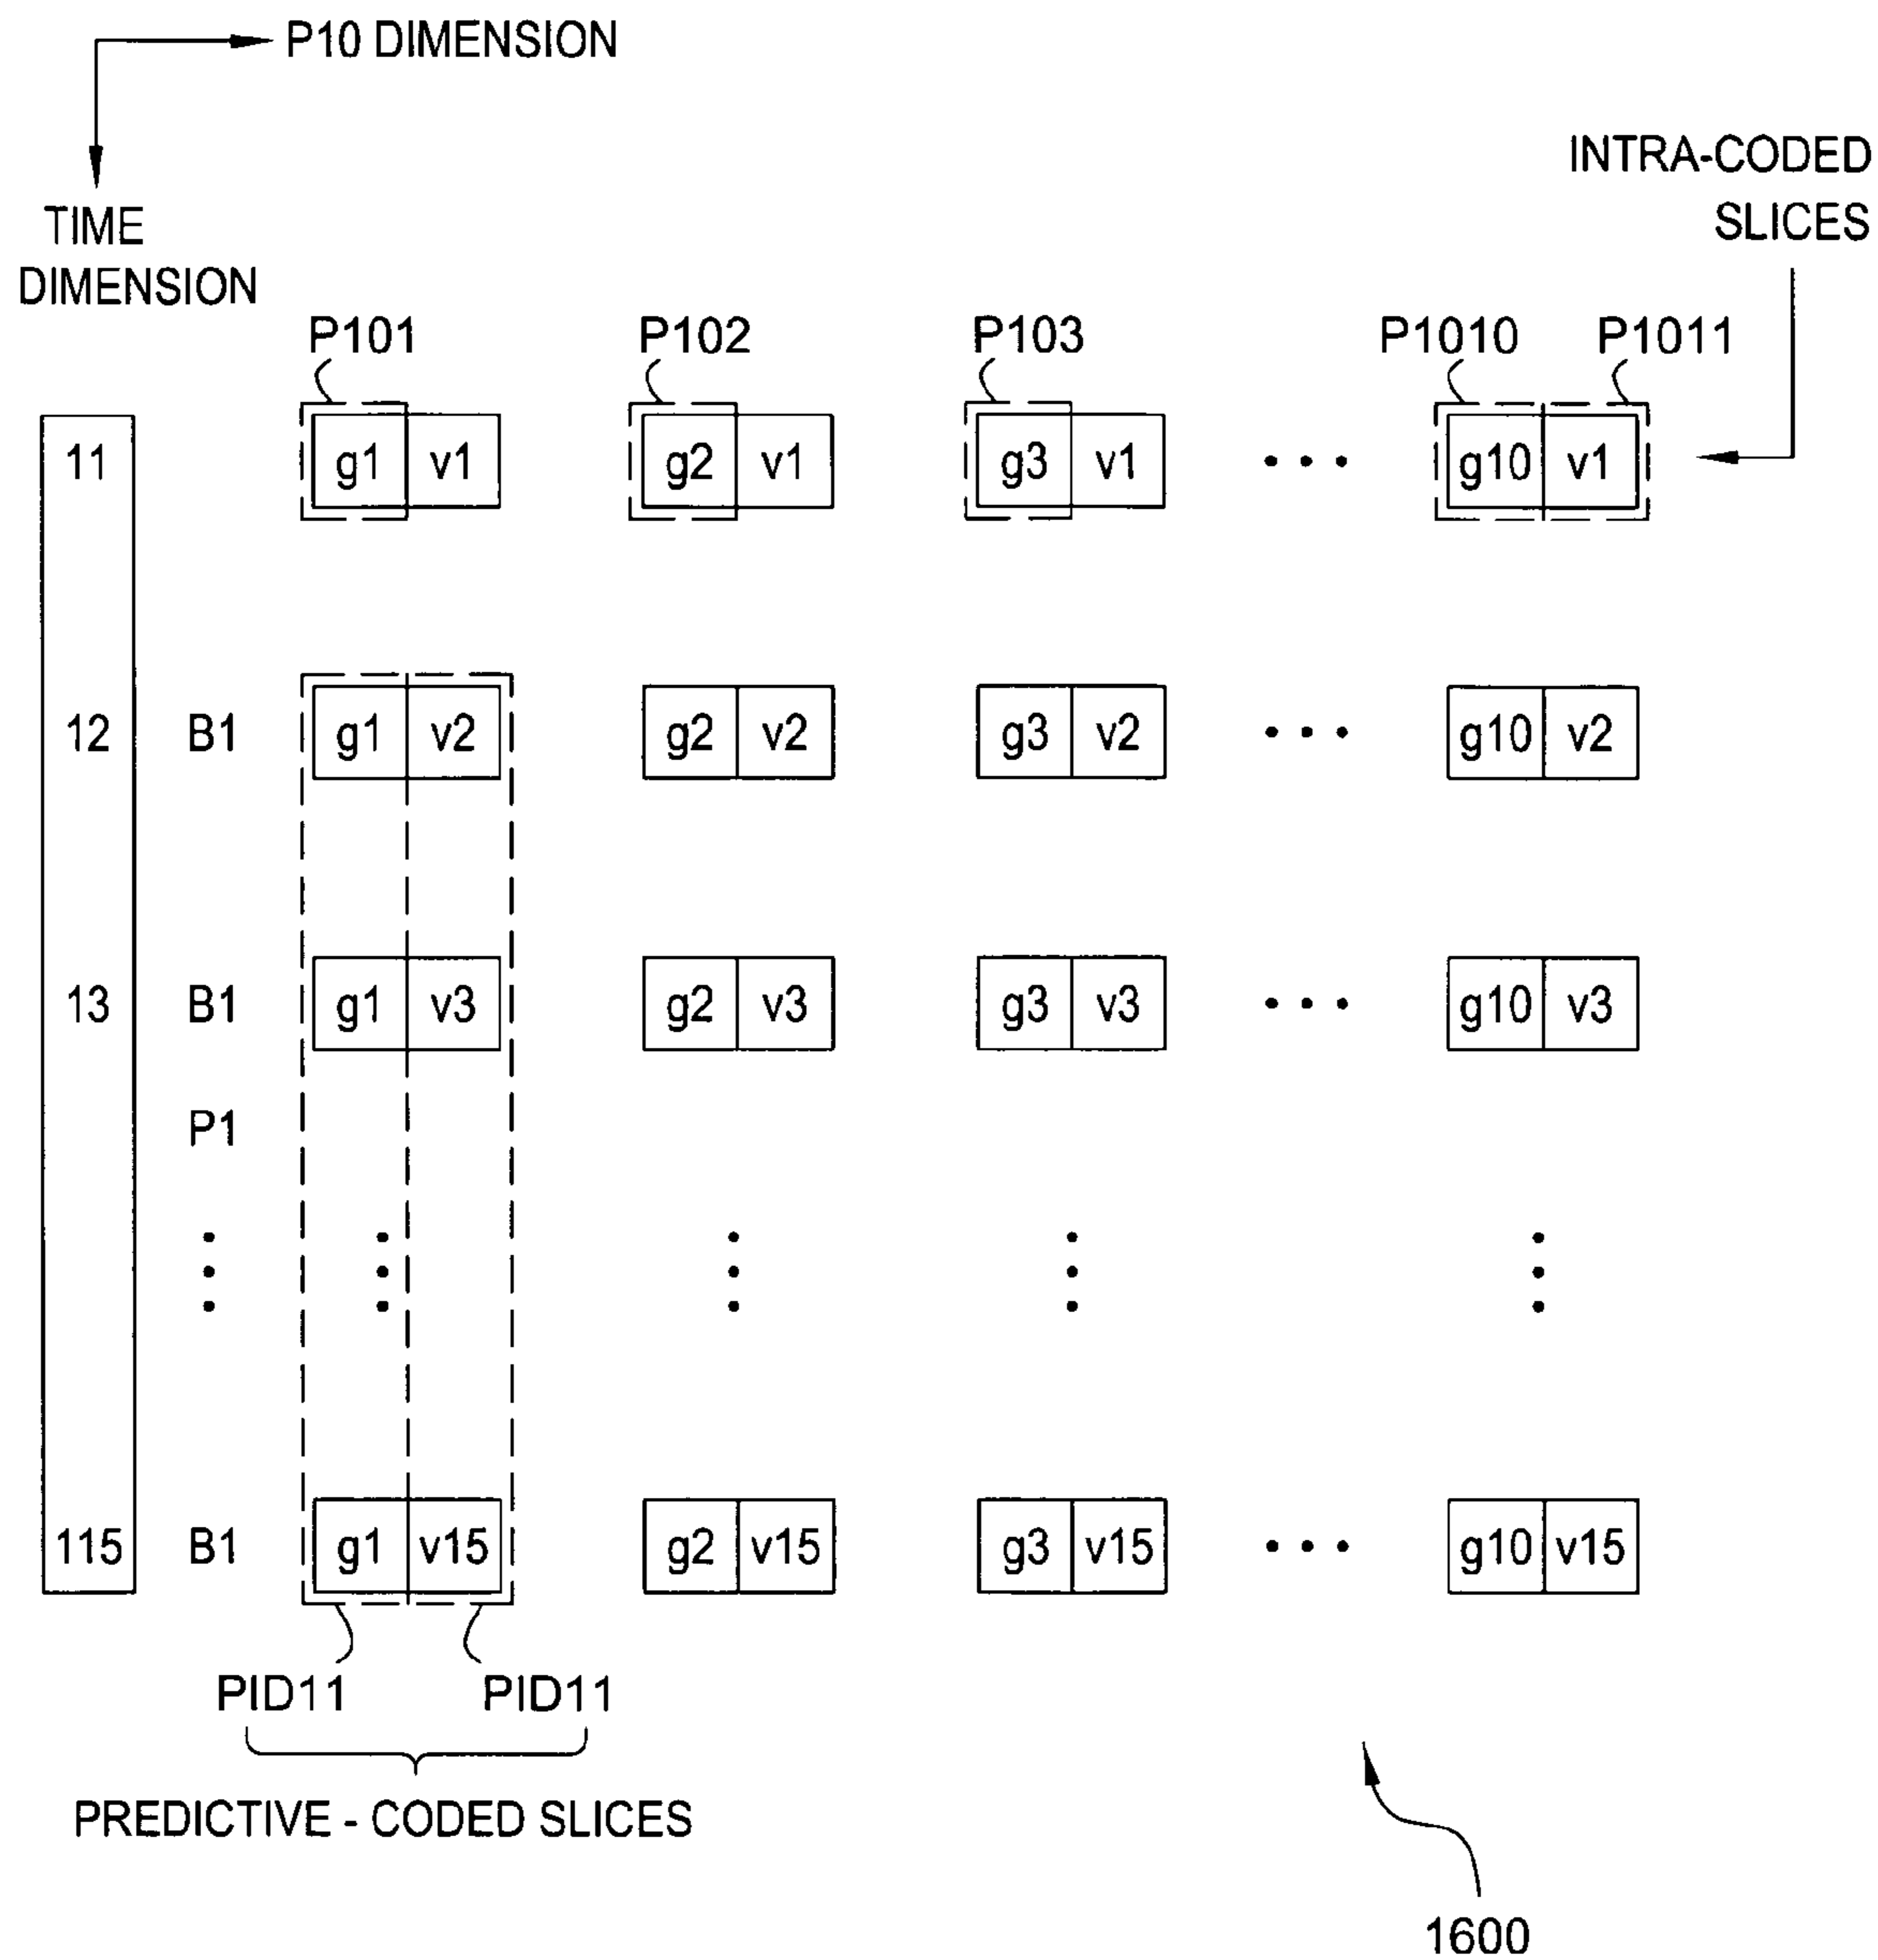 P10 DIMENSION
TIME
DIMENSION
INTRA-CODED
SLICES
P101 P102 P103 P1010 P1011
11 g1 v1 g2 v1 g3 v1 • • • g10 v1
12 B1 g1 v2 g2 v2 g3 v2 • • • g10 v2
13 B1 g1 v3 g2 v3 g3 v3 • • • g10 v3
P1
115 B1 g1 v15 g2 v15 g3 v15 • • • g10 v15
PID11 PID11
PREDICTIVE - CODED SLICES
1600